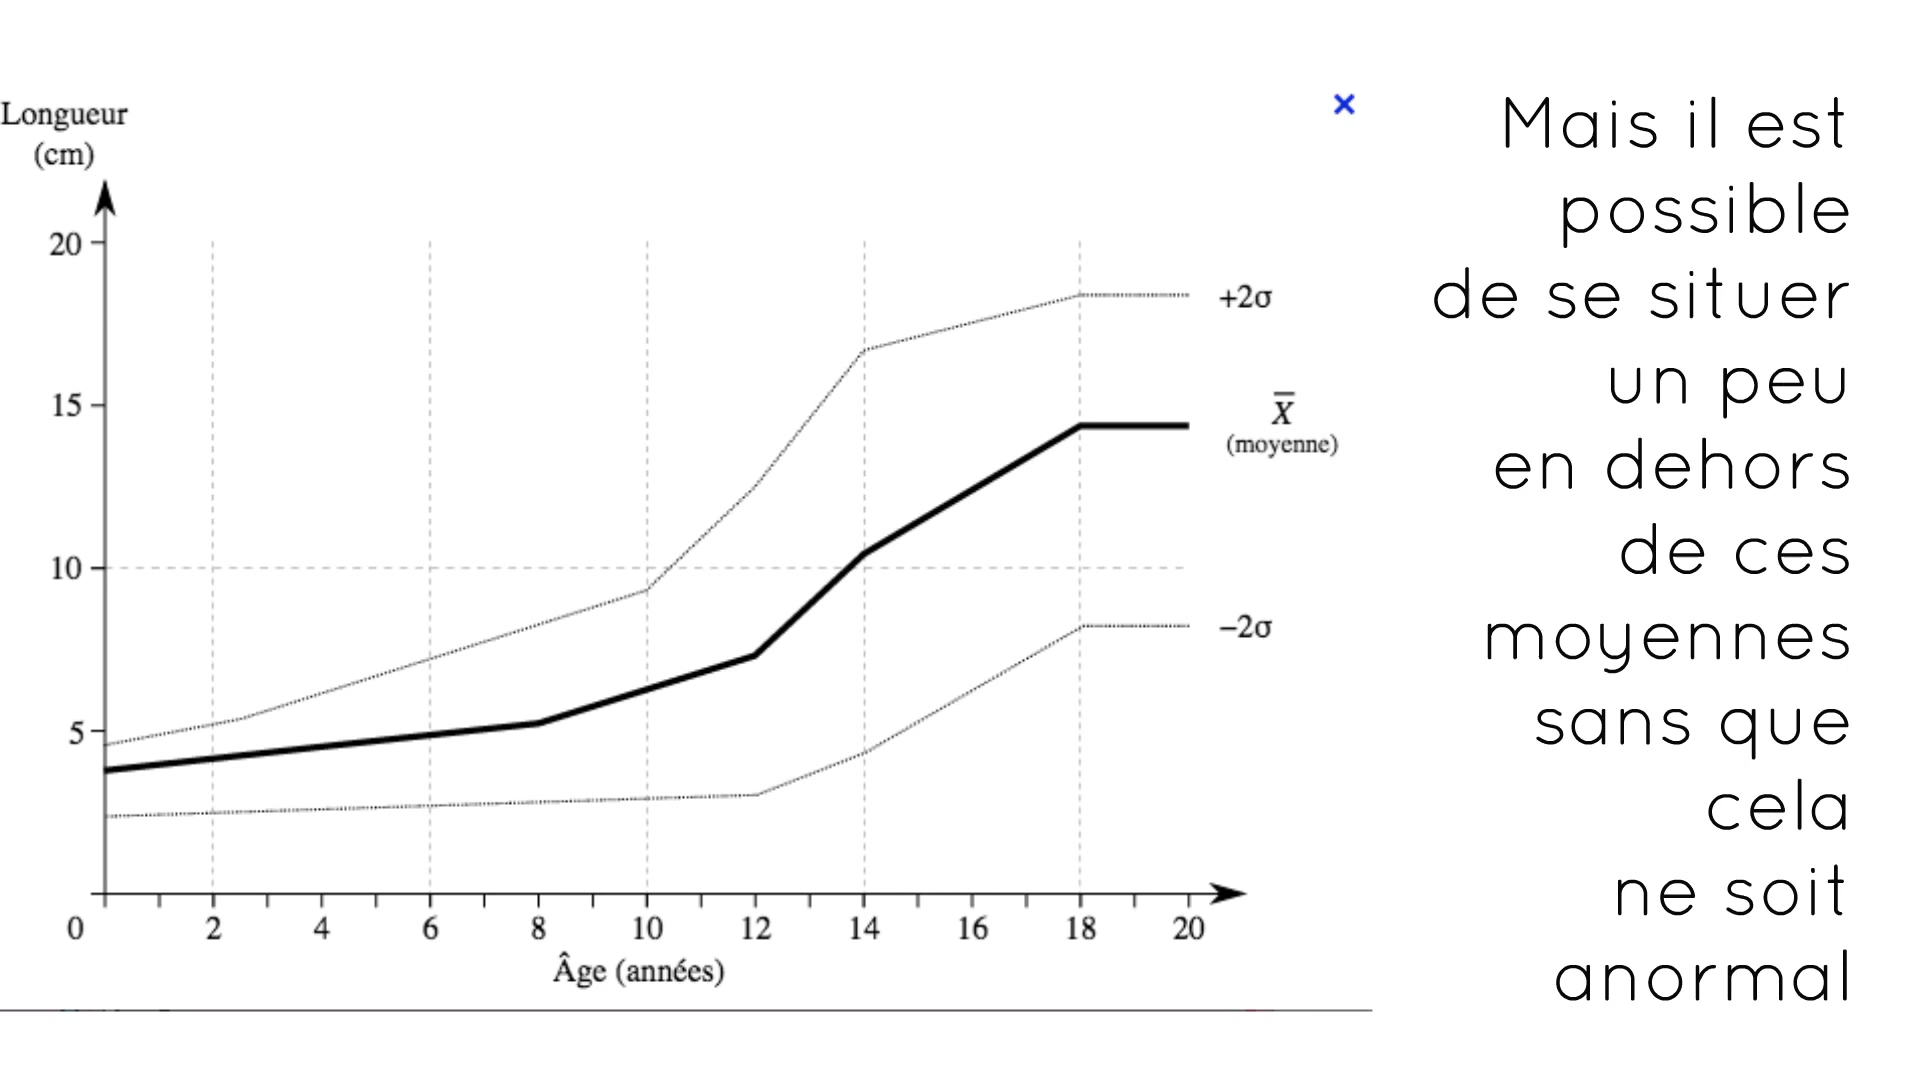 Longueur
(cm)
20
15
10
5
0
2
4
6
8
10
12
14
16
18
20
Âge (années)
+2σ
X̅
(moyenne)
–2σ
×
Mais il est
possible
de se situer
un peu
en dehors
de ces
moyennes
sans que
cela
ne soit
anormal